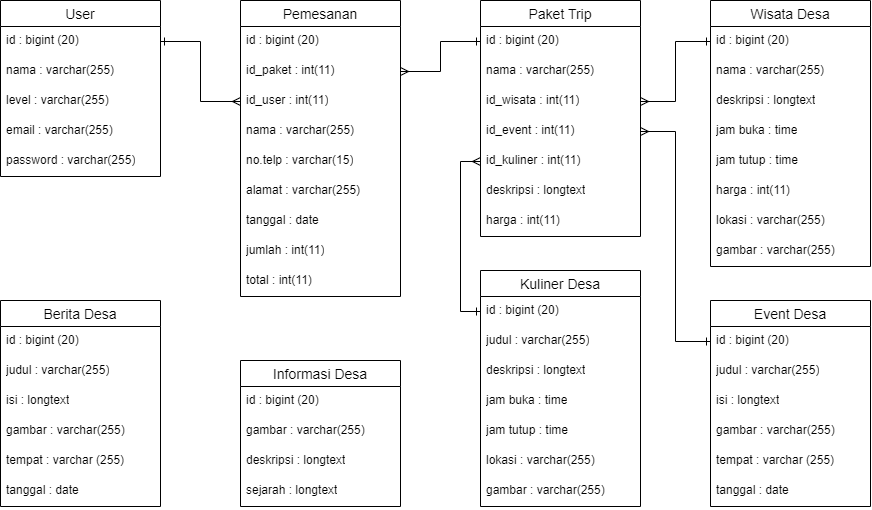 User
id : bigint (20)
nama : varchar(255)
level : varchar(255)
email : varchar(255)
password : varchar(255)
Pemesanan
id : bigint (20)
id_paket : int(11)
id_user : int(11)
nama : varchar(255)
no.telp : varchar(15)
alamat : varchar(255)
tanggal : date
jumlah : int(11)
total : int(11)
Paket Trip
id : bigint (20)
nama : varchar(255)
id_wisata : int(11)
id_event : int(11)
id_kuliner : int(11)
deskripsi : longtext
harga : int(11)
Wisata Desa
id : bigint (20)
nama : varchar(255)
deskripsi : longtext
jam buka : time
jam tutup : time
harga : int(11)
lokasi : varchar(255)
gambar : varchar(255)
Berita Desa
id : bigint (20)
judul : varchar(255)
isi : longtext
gambar : varchar(255)
tempat : varchar (255)
tanggal : date
Informasi Desa
id : bigint (20)
gambar : varchar(255)
deskripsi : longtext
sejarah : longtext
Kuliner Desa
id : bigint (20)
judul : varchar(255)
deskripsi : longtext
jam buka : time
jam tutup : time
lokasi : varchar(255)
gambar : varchar(255)
Event Desa
id : bigint (20)
judul : varchar(255)
isi : longtext
gambar : varchar(255)
tempat : varchar (255)
tanggal : date